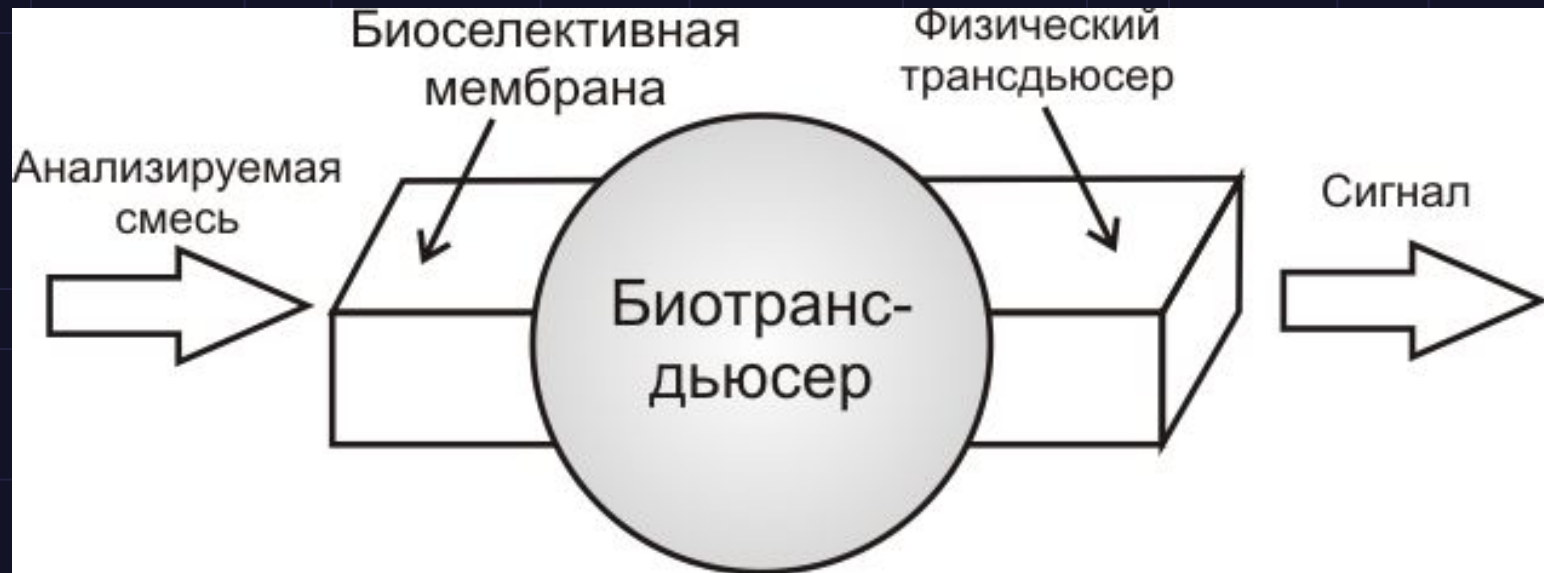 Биоселективная
мембрана
Физический
трансдьюсер
Анализируемая
смесь
Сигнал
Биотранс-
дьюсер